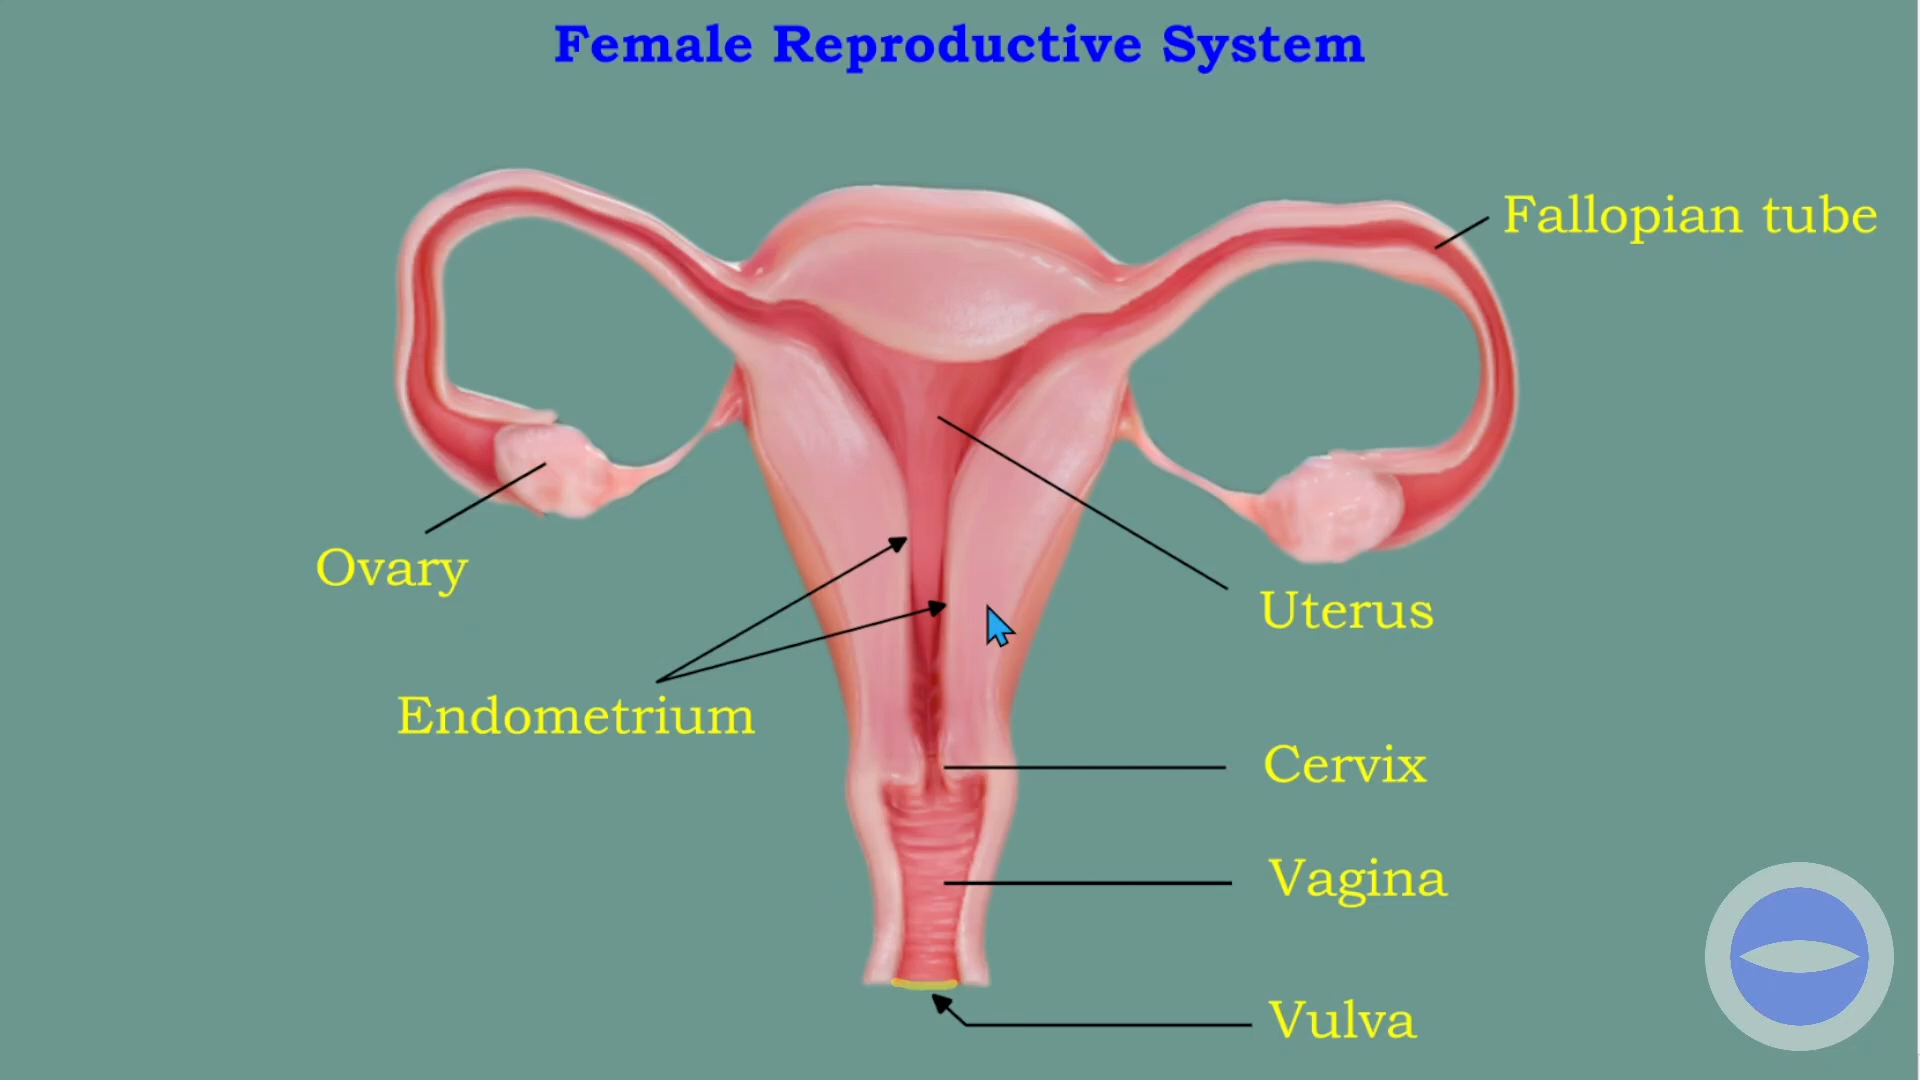 Female Reproductive System
Fallopian tube
Ovary
Uterus
Endometrium
Cervix
Vagina
Vulva